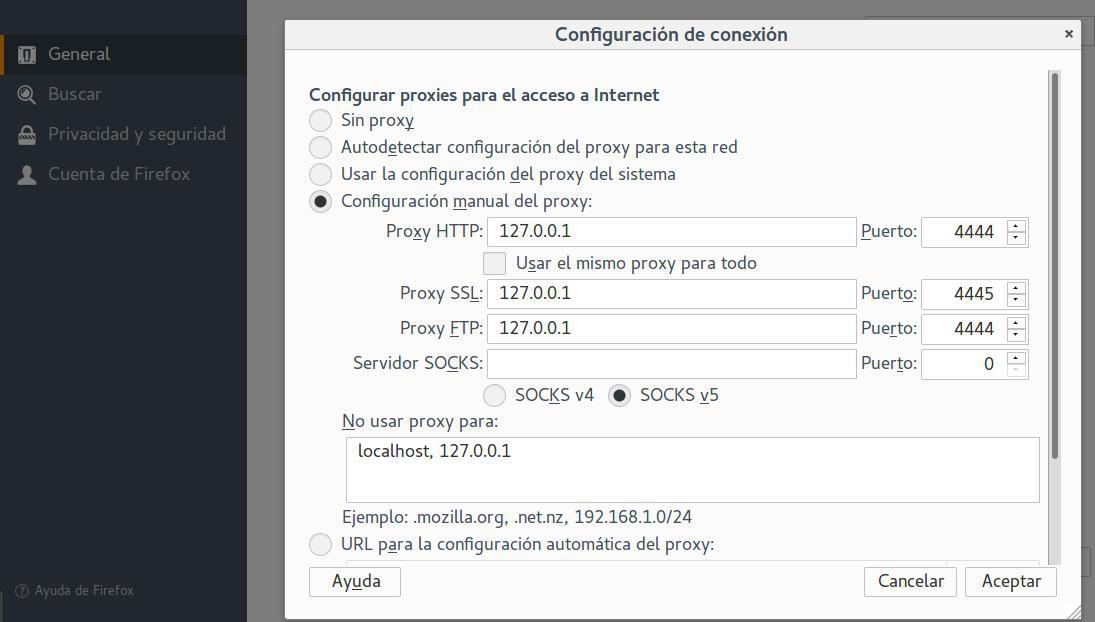 Configuración de conexión
General
Buscar
Privacidad y seguridad
Cuenta de Firefox
Ayuda de Firefox
Configurar proxies para el acceso a Internet
Sin proxy
Autodetectar configuración del proxy para esta red
Usar la configuración del proxy del sistema
Configuración manual del proxy:
Proxy HTTP: 127.0.0.1 Puerto: 4444
Usar el mismo proxy para todo
Proxy SSL: 127.0.0.1 Puerto: 4445
Proxy FTP: 127.0.0.1 Puerto: 4444
Servidor SOCKS: Puerto: 0
SOCKS v4 SOCKS v5
No usar proxy para:
localhost, 127.0.0.1
Ejemplo: .mozilla.org, .net.nz, 192.168.1.0/24
URL para la configuración automática del proxy:
Ayuda Cancelar Aceptar